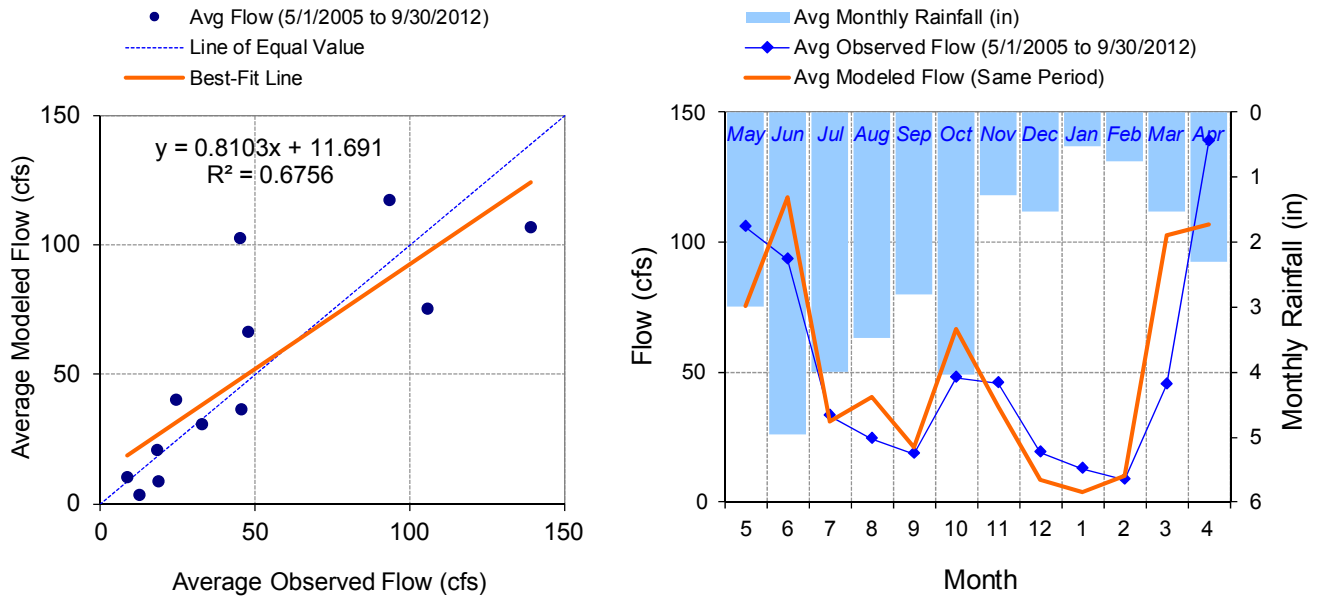 Avg Flow (5/1/2005 to 9/30/2012)
Line of Equal Value
Best-Fit Line
150
100
50
0
y = 0.8103x + 11.691
R² = 0.6756
0 50 100 150
Average Modeled Flow (cfs)
Average Observed Flow (cfs)
Avg Monthly Rainfall (in)
Avg Observed Flow (5/1/2005 to 9/30/2012)
Avg Modeled Flow (Same Period)
150
100
50
0
Flow (cfs)
May Jun Jul Aug Sep Oct Nov Dec Jan Feb Mar Apr
0
1
2
3
4
5
6
Monthly Rainfall (in)
5 6 7 8 9 10 11 12 1 2 3 4
Month